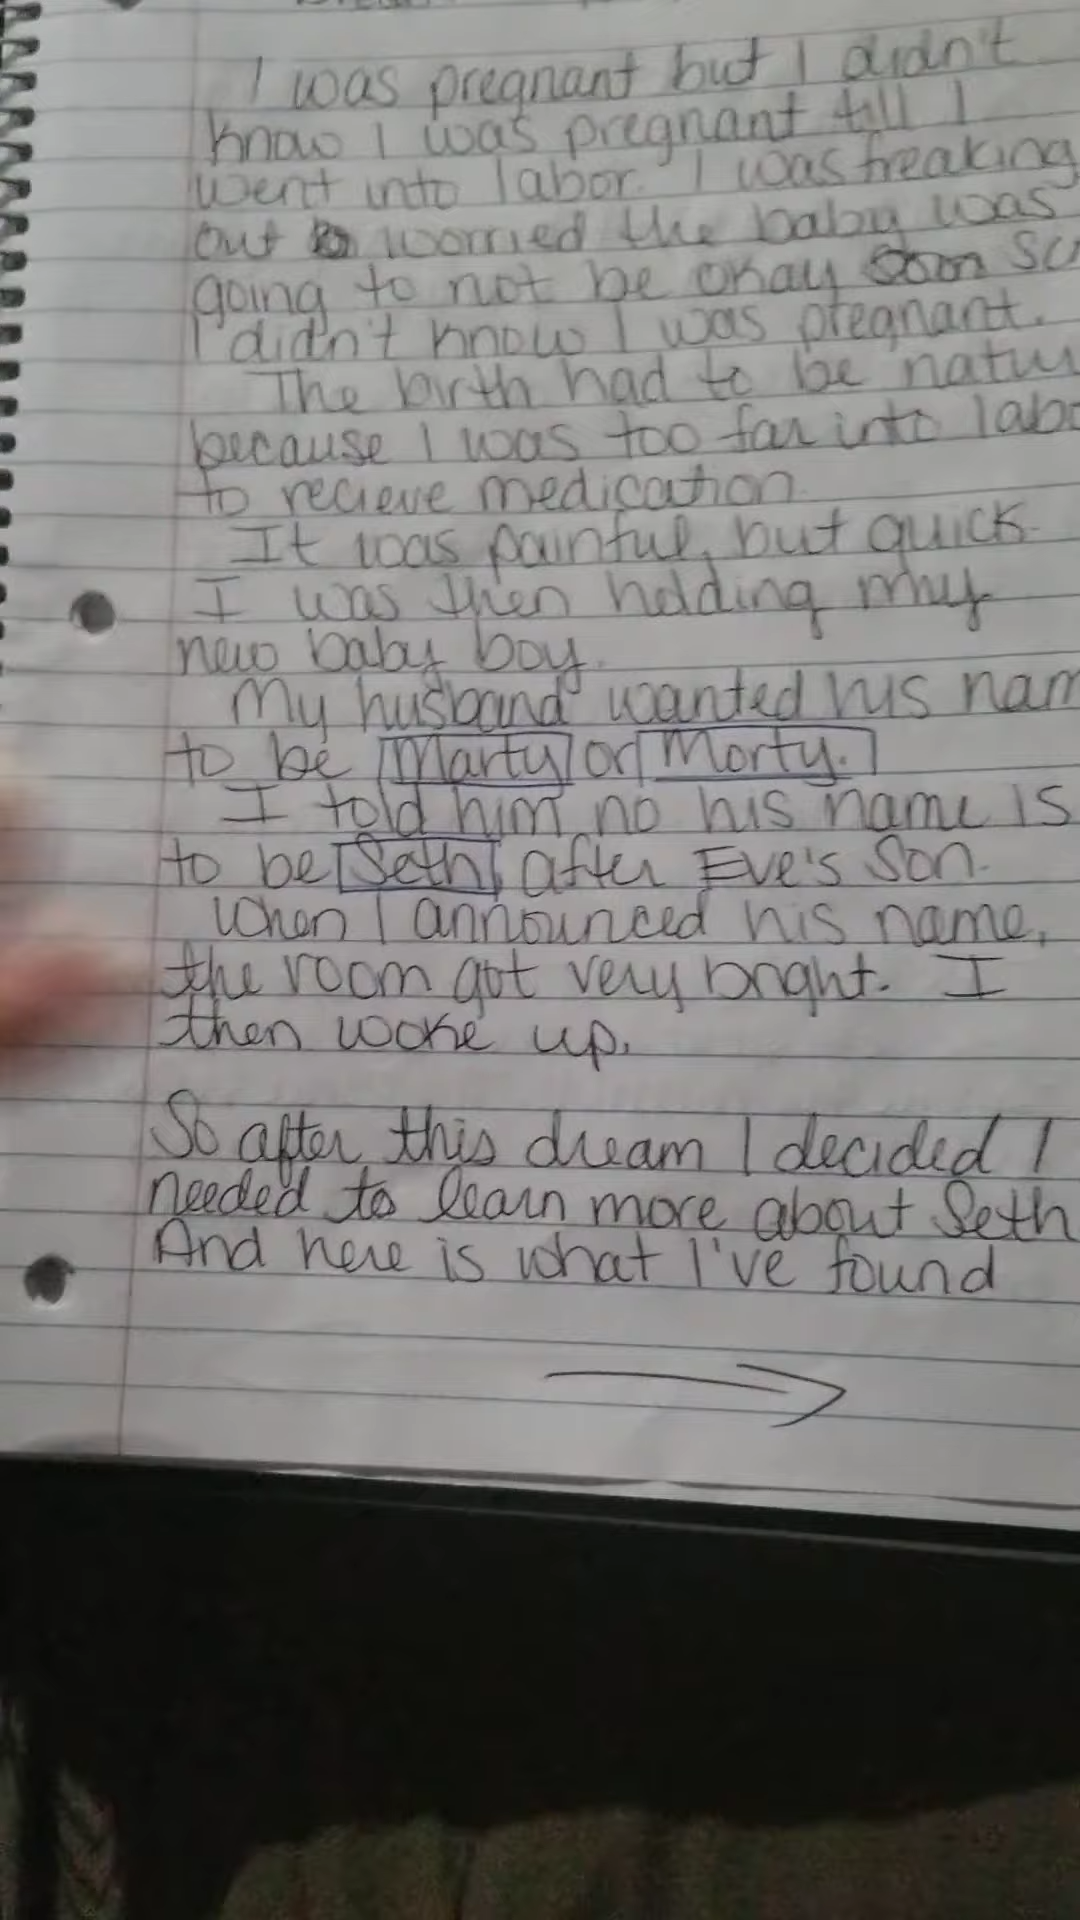 I was pregnant but I didn't
know I was pregnant till I
went into labor. I was freaking
out worried the baby was
going to not be okay
I didn't know I was pregnant.
The birth had to be natu
because I was too far into labo
to recieve medication.
It was painful, but quick.
I was then holding my
new baby boy.
My husband wanted his nam
to be Marty or Morty.
I told him no his name is
to be Seth after Eve's Son.
When I announced his name,
the room got very bright. I
then woke up.
So after this dream I decided I
needed to learn more about Seth
And here is what I've found